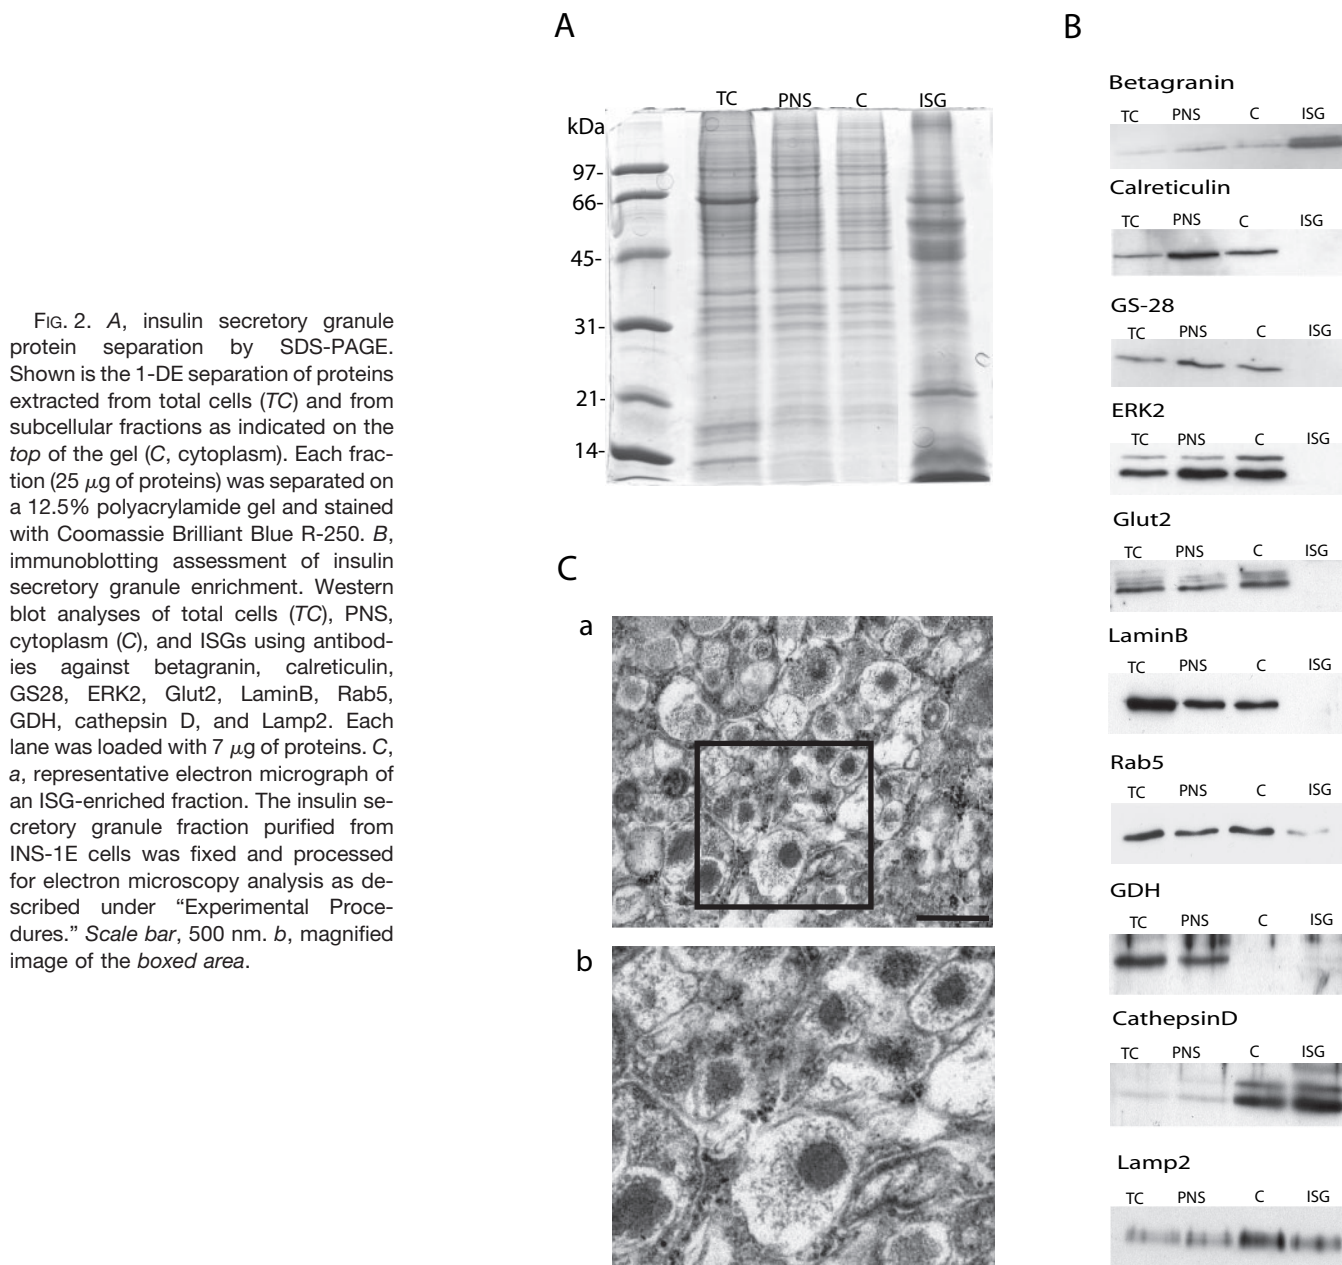 FIG. 2. A, insulin secretory granule
protein separation by SDS-PAGE.
Shown is the 1-DE separation of proteins
extracted from total cells (TC) and from
subcellular fractions as indicated on the
top of the gel (C, cytoplasm). Each frac-
tion (25 μg of proteins) was separated on
a 12.5% polyacrylamide gel and stained
with Coomassie Brilliant Blue R-250. B,
immunoblotting assessment of insulin
secretory granule enrichment. Western
blot analyses of total cells (TC), PNS,
cytoplasm (C), and ISGs using antibod-
ies against betagranin, calreticulin,
GS28, ERK2, Glut2, LaminB, Rab5,
GDH, cathepsin D, and Lamp2. Each
lane was loaded with 7 μg of proteins. C,
a, representative electron micrograph of
an ISG-enriched fraction. The insulin se-
cretory granule fraction purified from
INS-1E cells was fixed and processed
for electron microscopy analysis as de-
scribed under “Experimental Proce-
dures.” Scale bar, 500 nm. b, magnified
image of the boxed area.
A
TC PNS C ISG
kDa
97-
66-
45-
31-
21-
14-
C
a
b
B
Betagranin
TC PNS C ISG
Calreticulin
TC PNS C ISG
GS-28
TC PNS C ISG
ERK2
TC PNS C ISG
Glut2
TC PNS C ISG
LaminB
TC PNS C ISG
Rab5
TC PNS C ISG
GDH
TC PNS C ISG
CathepsinD
TC PNS C ISG
Lamp2
TC PNS C ISG